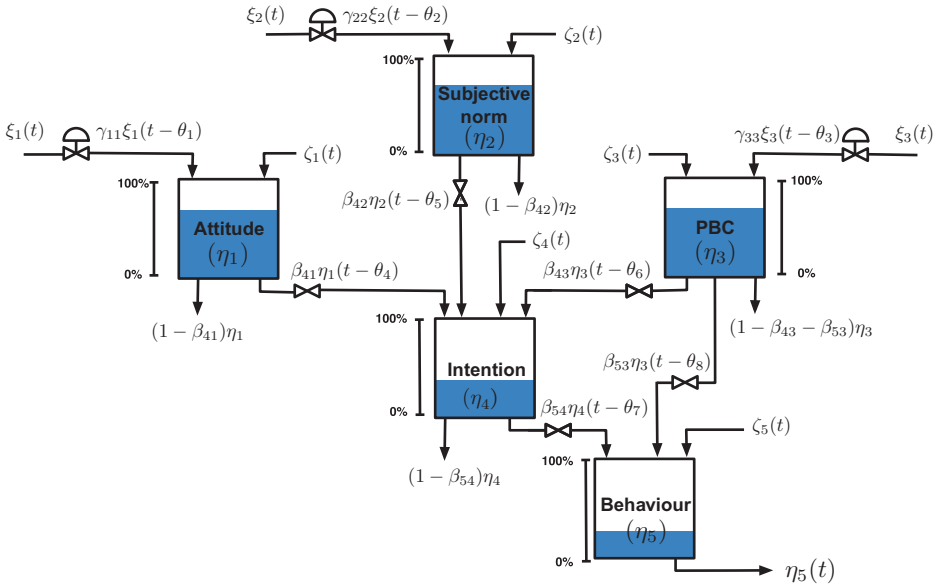 ξ₂(t)
γ₂₂ξ₂(t − θ₂)
ζ₂(t)
100%
Subjective
norm
(η₂)
0%
ξ₁(t)
γ₁₁ξ₁(t − θ₁)
ζ₁(t)
ζ₃(t)
γ₃₃ξ₃(t − θ₃)
ξ₃(t)
100%
Attitude
(η₁)
0%
β₄₂η₂(t − θ₅)
(1 − β₄₂)η₂
100%
PBC
(η₃)
0%
ζ₄(t)
β₄₁η₁(t − θ₄)
β₄₃η₃(t − θ₆)
(1 − β₄₁)η₁
(1 − β₄₃ − β₅₃)η₃
100%
Intention
(η₄)
0%
β₅₃η₃(t − θ₈)
β₅₄η₄(t − θ₇)
ζ₅(t)
(1 − β₅₄)η₄
100%
Behaviour
(η₅)
0%
η₅(t)